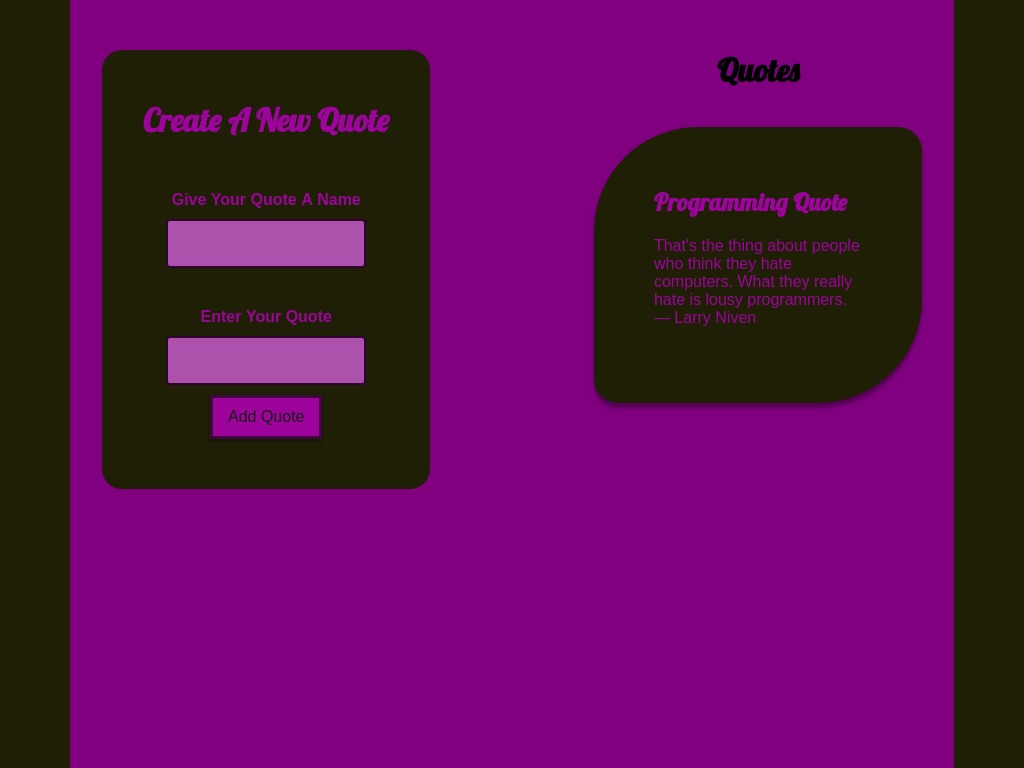 Create A New Quote
Give Your Quote A Name
Enter Your Quote
Add Quote
Quotes
Programming Quote
That's the thing about people
who think they hate
computers. What they really
hate is lousy programmers.
— Larry Niven